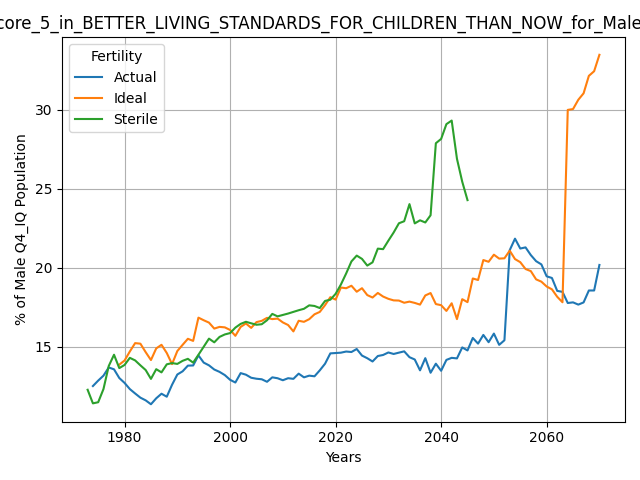 core_5_in_BETTER_LIVING_STANDARDS_FOR_CHILDREN_THAN_NOW_for_Male
Fertility
Actual
Ideal
Sterile
% of Male Q4_IQ Population
30
25
20
15
1980
2000
2020
2040
2060
Years